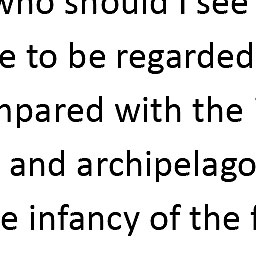 who should I see
e to be regarded
mpared with the
and archipelago
e infancy of the f